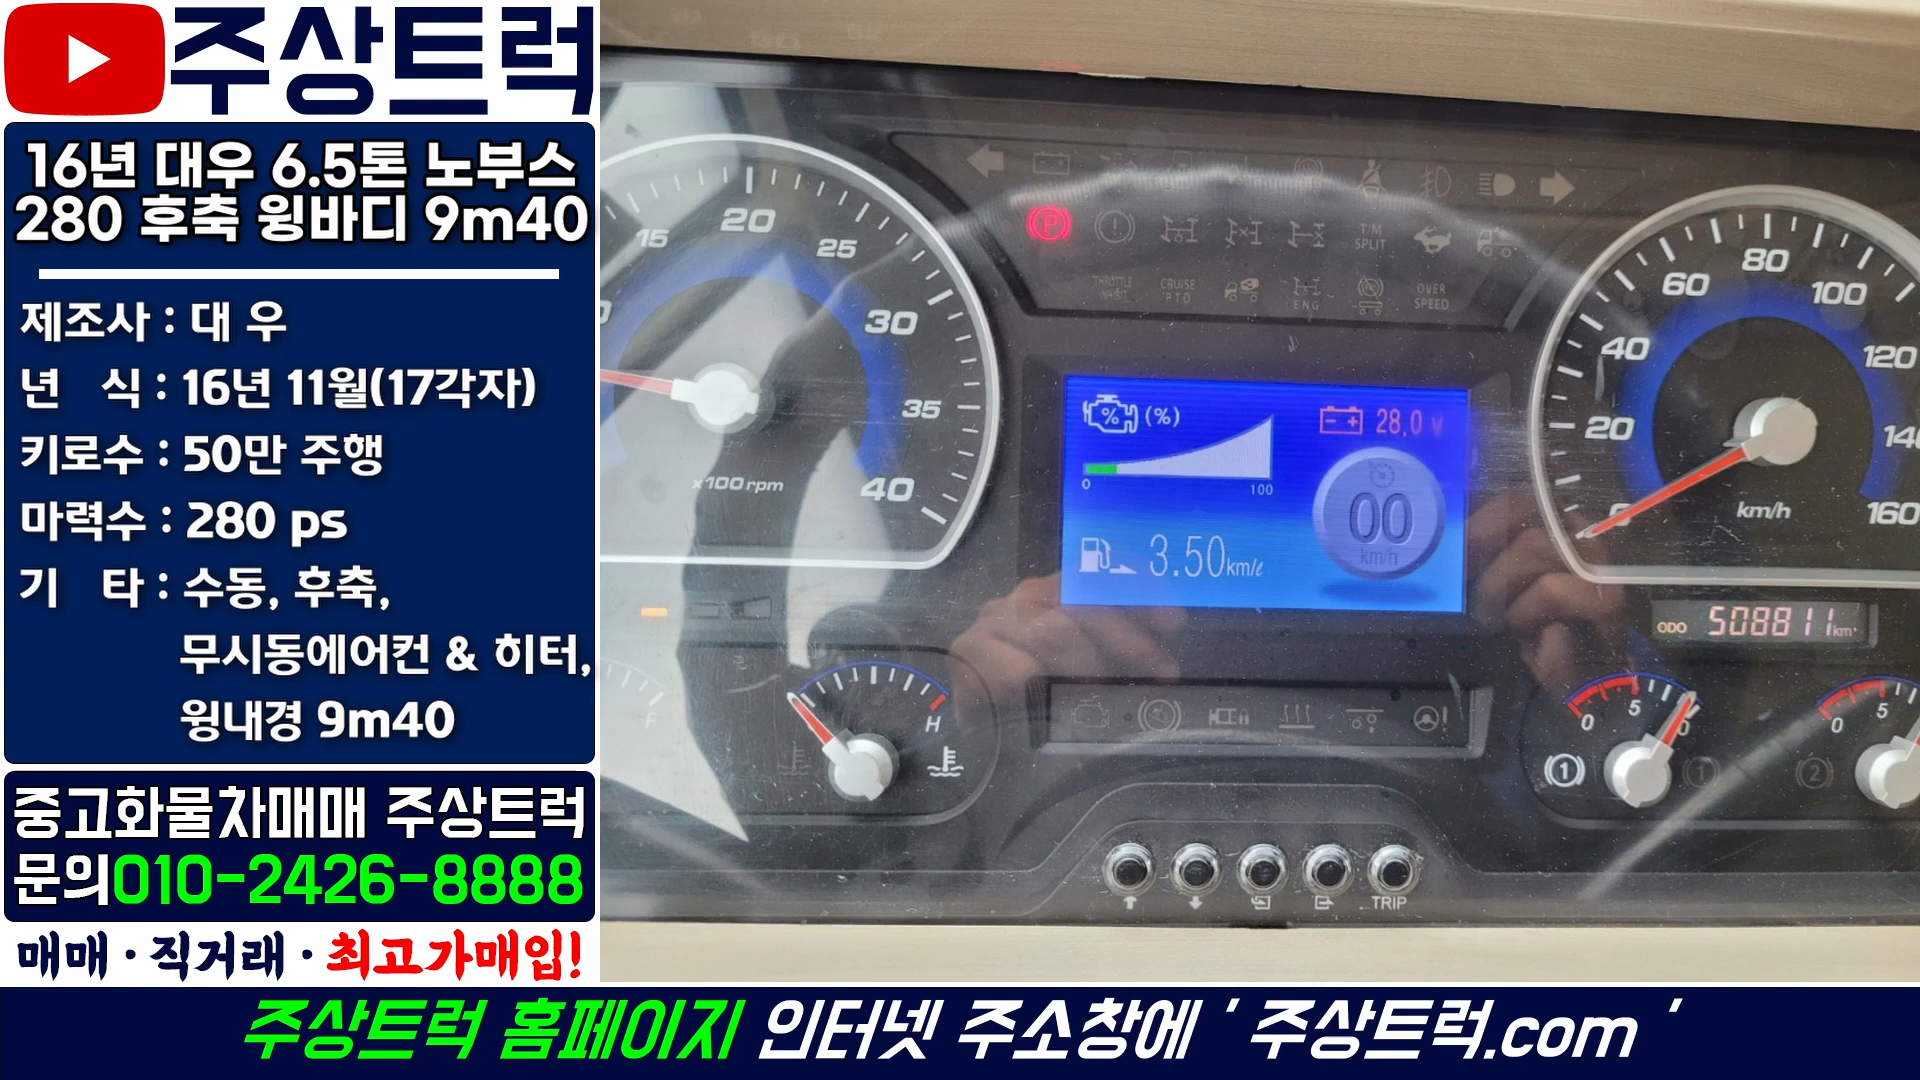 주상트럭
16년 대우 6.5톤 노부스
280 후축 윙바디 9m40
제조사 : 대 우
년 식 : 16년 11월(17각자)
키로수 : 50만 주행
마력수 : 280 ps
기 타 : 수동, 후축,
무시동에어컨 & 히터,
윙내경 9m40
중고화물차매매 주상트럭
문의010-2426-8888
매매 · 직거래 · 최고가매입!
15 20 25 30 35 40
x100rpm
P
T/M SPLIT
CRUISE PTO
ENG
OVER SPEED
(%)
%
28.0 v
0 100
00
km/h
3.50km/ℓ
20 40 60 80 100 120
160
km/h
ODO 508811km
F
H
0 5
1
0 5
2
TRIP
주상트럭 홈페이지 인터넷 주소창에 ' 주상트럭.com '